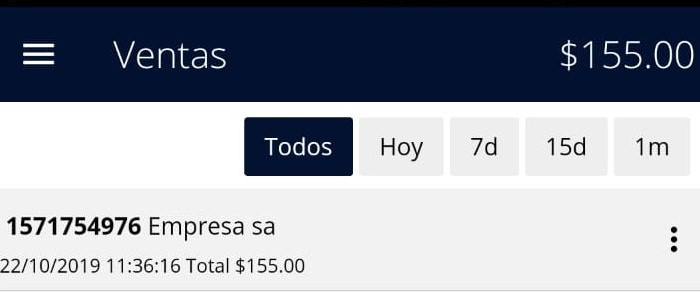 Ventas $155.00
Todos Hoy 7d 15d 1m
1571754976 Empresa sa
22/10/2019 11:36:16 Total $155.00